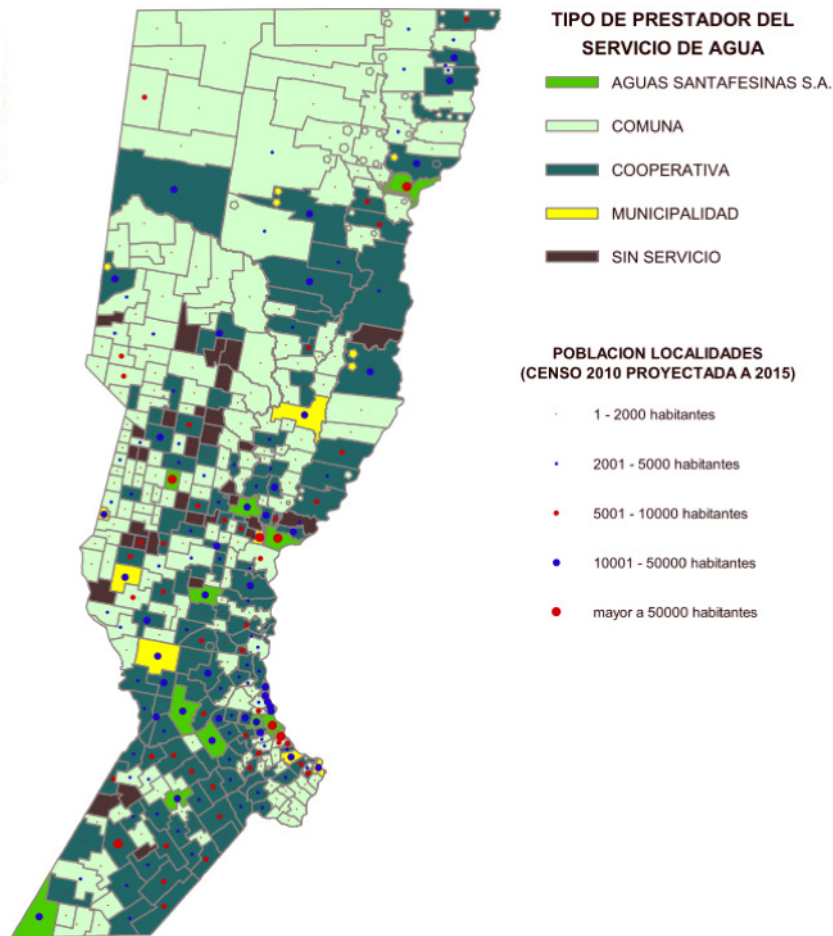 TIPO DE PRESTADOR DEL
SERVICIO DE AGUA
AGUAS SANTAFESINAS S.A.
COMUNA
COOPERATIVA
MUNICIPALIDAD
SIN SERVICIO
POBLACION LOCALIDADES
(CENSO 2010 PROYECTADA A 2015)
1 - 2000 habitantes
2001 - 5000 habitantes
5001 - 10000 habitantes
10001 - 50000 habitantes
mayor a 50000 habitantes